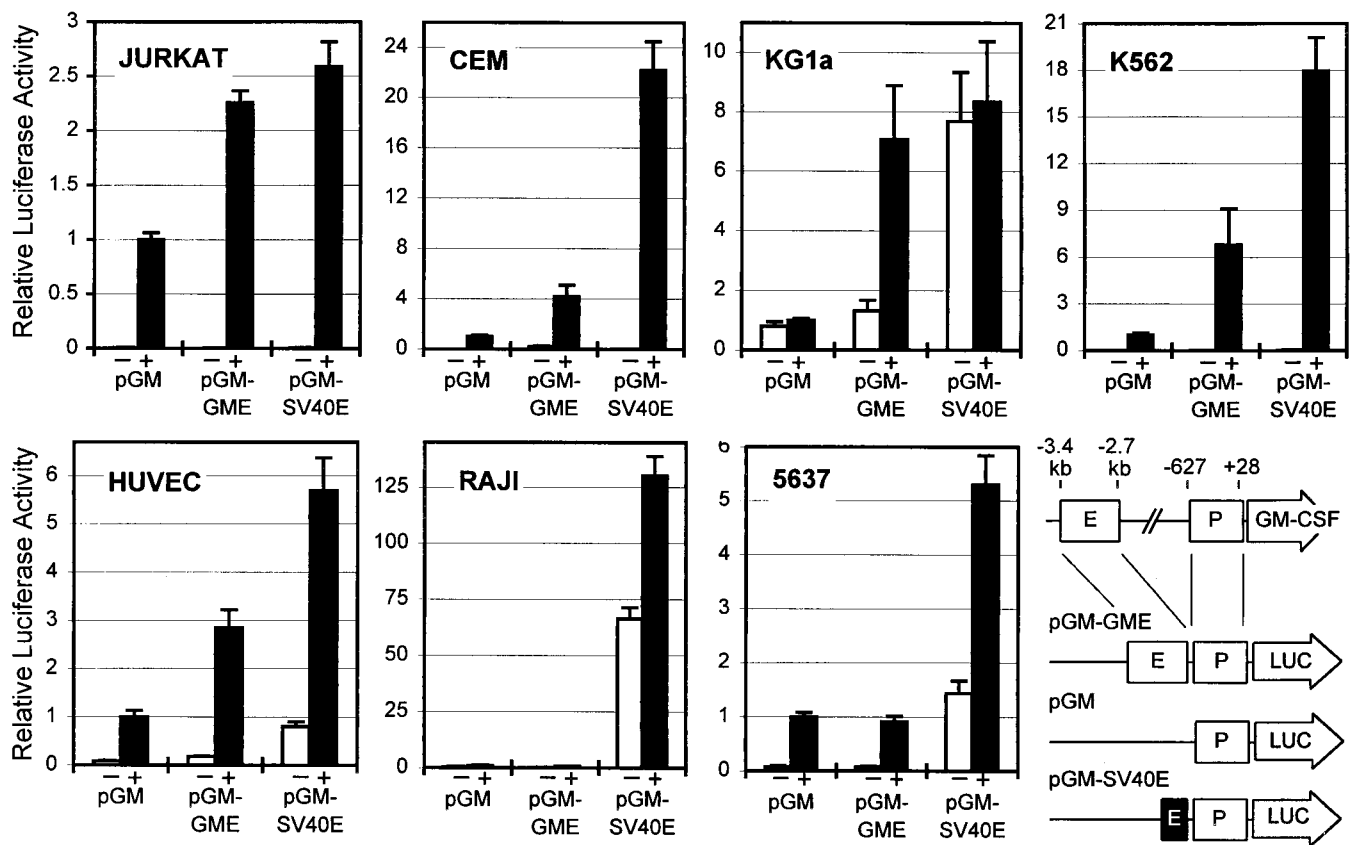 Relative Luciferase Activity
JURKAT
3
2.5
2
1.5
1
0.5
0
− + − + − +
pGM pGM-GME pGM-SV40E
CEM
24
22
20
16
12
8
4
0
− + − + − +
pGM pGM-GME pGM-SV40E
KG1a
10
8
6
4
2
0
− + − + − +
pGM pGM-GME pGM-SV40E
K562
21
18
15
12
9
6
3
0
− + − + − +
pGM pGM-GME pGM-SV40E
Relative Luciferase Activity
HUVEC
6
5
4
3
2
1
0
− + − + − +
pGM pGM-GME pGM-SV40E
RAJI
125
100
75
50
25
0
− + − + − +
pGM pGM-GME pGM-SV40E
5637
6
5
4
3
2
1
0
− + − + − +
pGM pGM-GME pGM-SV40E
-3.4 kb -2.7 kb -627 +28
E // P GM-CSF
pGM-GME
E P LUC
pGM
P LUC
pGM-SV40E
E P LUC